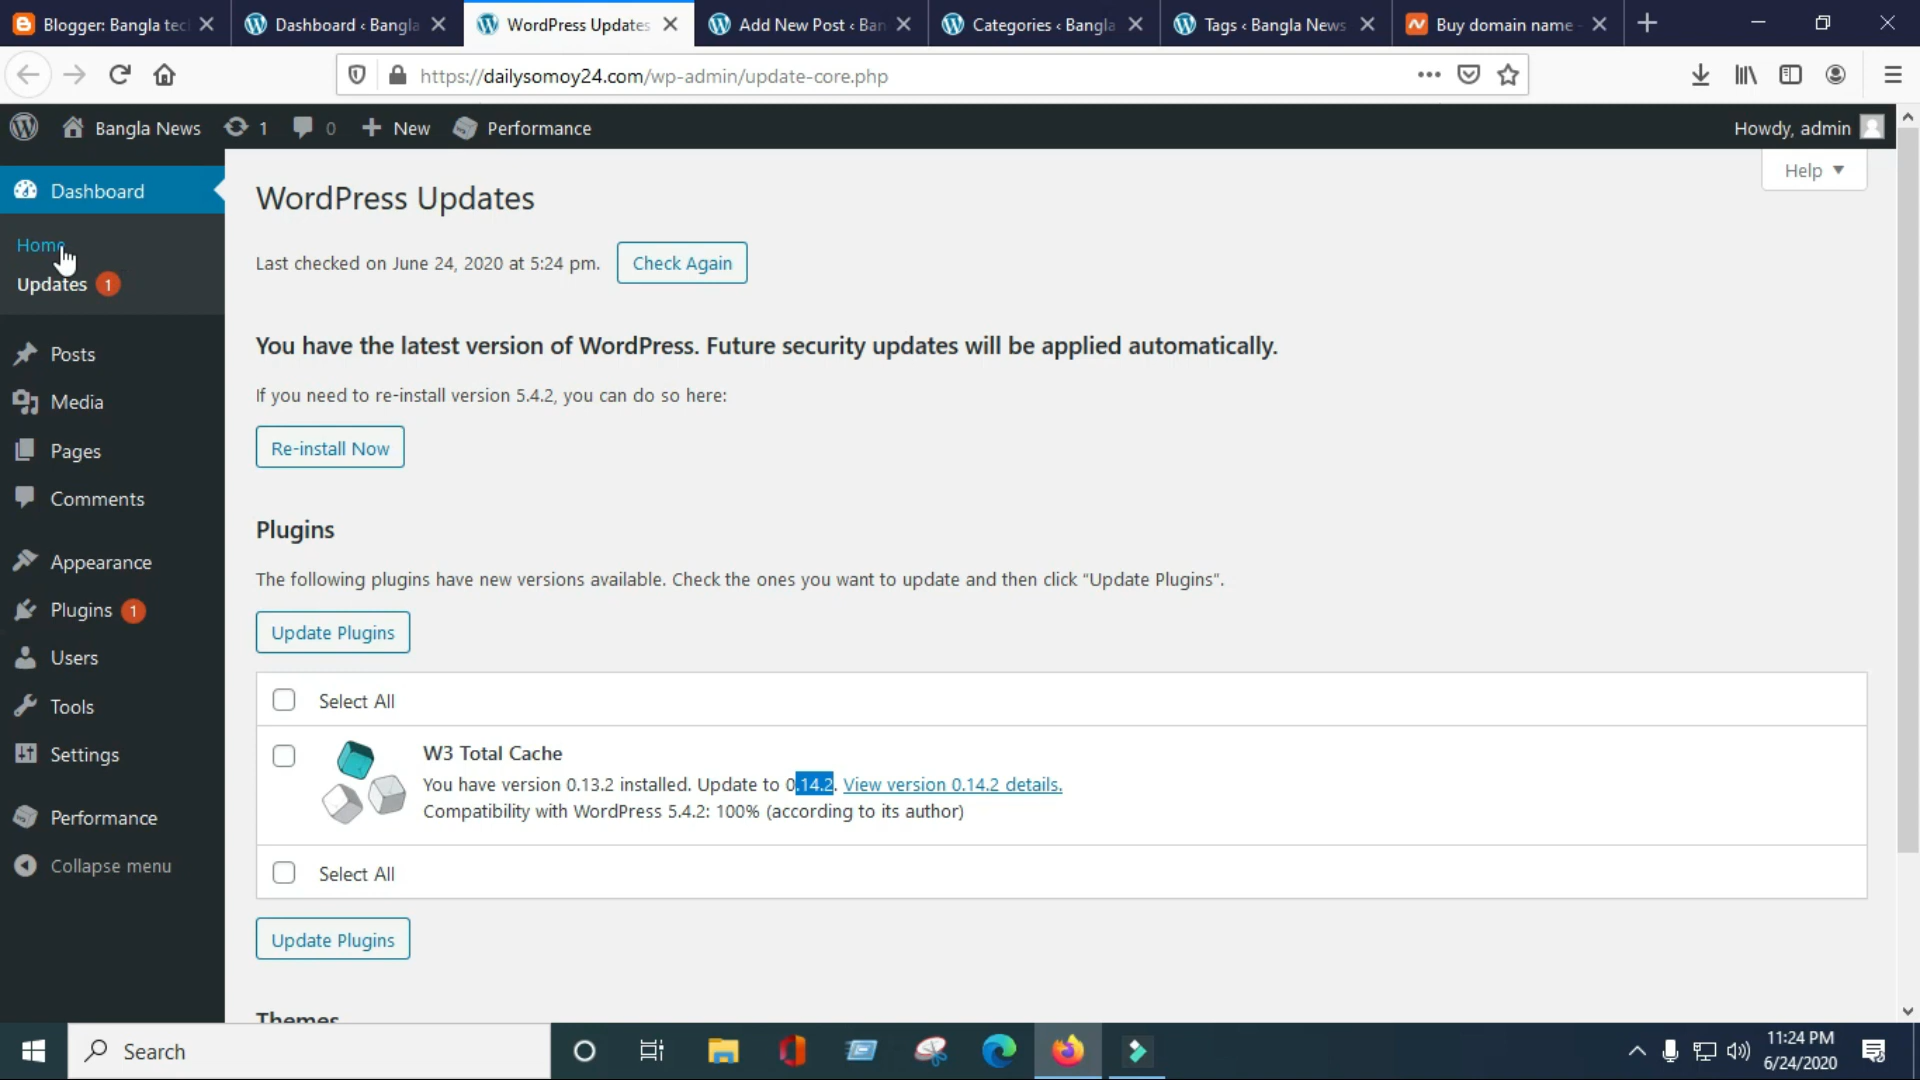 Blogger: Bangla tec
Dashboard ‹ Bangla
WordPress Updates
Add New Post ‹ Ban
Categories ‹ Bangla
Tags ‹ Bangla News
Buy domain name -
https://dailysomoy24.com/wp-admin/update-core.php
Bangla News
1
0
New
Performance
Howdy, admin
Dashboard
Home
Updates 1
Posts
Media
Pages
Comments
Appearance
Plugins 1
Users
Tools
Settings
Performance
Collapse menu
Help
WordPress Updates
Last checked on June 24, 2020 at 5:24 pm.
Check Again
You have the latest version of WordPress. Future security updates will be applied automatically.
If you need to re-install version 5.4.2, you can do so here:
Re-install Now
Plugins
The following plugins have new versions available. Check the ones you want to update and then click “Update Plugins”.
Update Plugins
Select All
W3 Total Cache
You have version 0.13.2 installed. Update to 0.14.2. View version 0.14.2 details.
Compatibility with WordPress 5.4.2: 100% (according to its author)
Select All
Update Plugins
Themes
Search
11:24 PM
6/24/2020